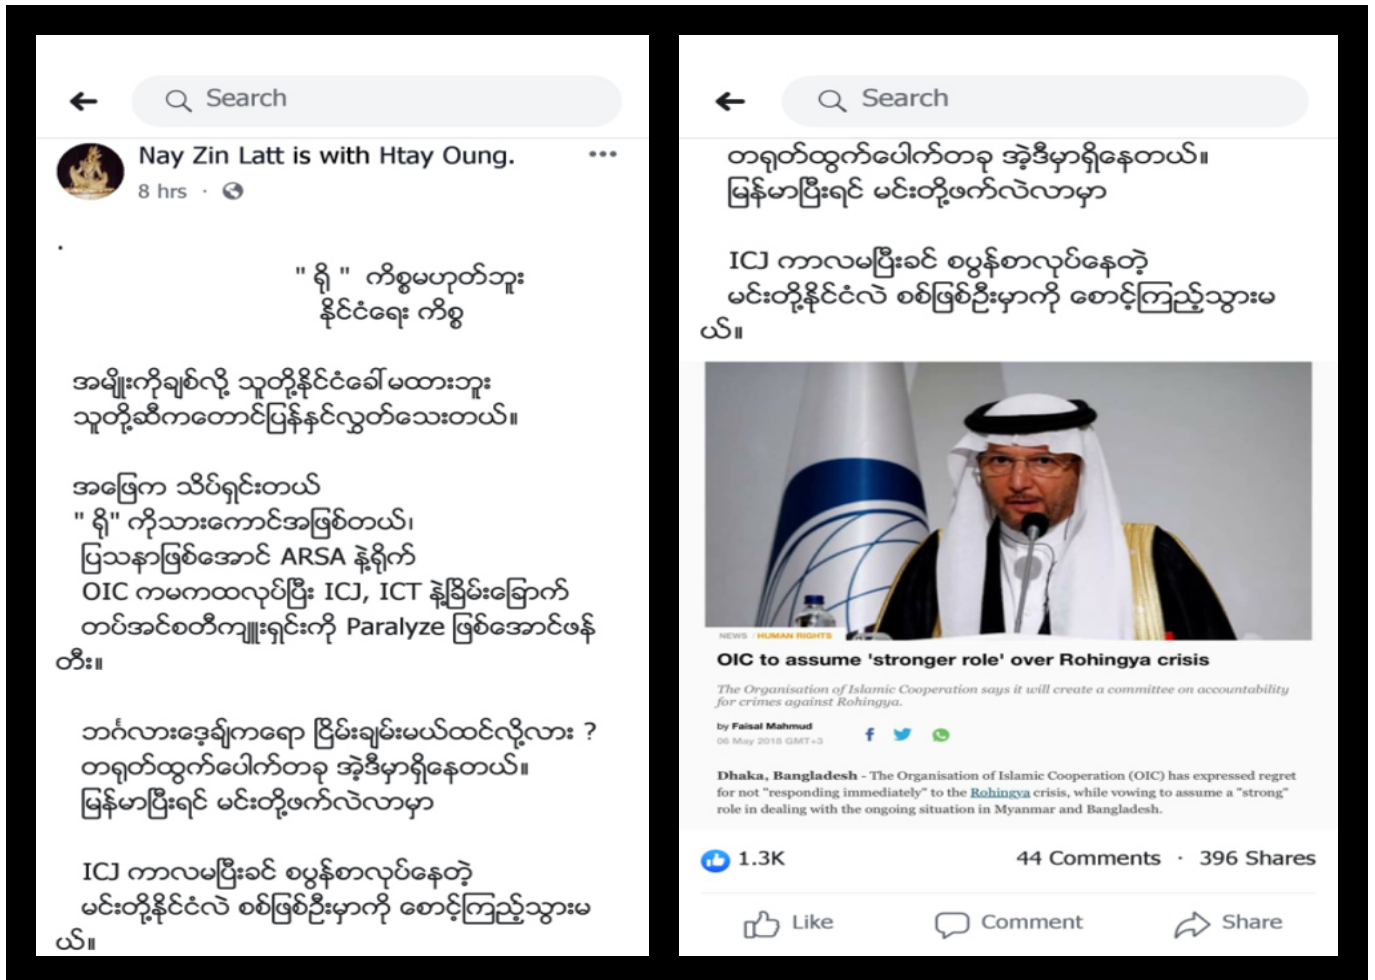 Search
Nay Zin Latt is with Htay Oung.
8 hrs ·
.
" ရို "  ကိစ္စမဟုတ်ဘူး
နိုင်ငံရေး ကိစ္စ
အမျိုးကိုချစ်လို့ သူတို့နိုင်ငံခေါ်မထားဘူး
သူတို့ဆီကတောင်ပြန်နှင်လွှတ်သေးတယ်။
အဖြေက သိပ်ရှင်းတယ်
" ရို" ကိုသားကောင်အဖြစ်တယ်၊
ပြသနာဖြစ်အောင် ARSA နဲ့ရိုက်
OIC ကမကထလုပ်ပြီး ICJ, ICT နဲ့ခြိမ်းခြောက်
တပ်အင်စတီကျူးရှင်းကို Paralyze ဖြစ်အောင်ဖန်
တီး။
ဘင်္ဂလားဒေ့ချ်ကရော ငြိမ်းချမ်းမယ်ထင်လို့လား ?
တရုတ်ထွက်ပေါက်တခု အဲ့ဒီမှာရှိနေတယ်။
မြန်မာပြီးရင် မင်းတို့ဖက်လဲလာမှာ
ICJ ကာလမပြီးခင် စပွန်စာလုပ်နေတဲ့
မင်းတို့နိုင်ငံလဲ စစ်ဖြစ်ဦးမှာကို စောင့်ကြည့်သွားမ
ယ်။
Search
တရုတ်ထွက်ပေါက်တခု အဲ့ဒီမှာရှိနေတယ်။
မြန်မာပြီးရင် မင်းတို့ဖက်လဲလာမှာ
ICJ ကာလမပြီးခင် စပွန်စာလုပ်နေတဲ့
မင်းတို့နိုင်ငံလဲ စစ်ဖြစ်ဦးမှာကို စောင့်ကြည့်သွားမ
ယ်။
NEWS / HUMAN RIGHTS
OIC to assume 'stronger role' over Rohingya crisis
The Organisation of Islamic Cooperation says it will create a committee on accountability
for crimes against Rohingya.
by Faisal Mahmud
06 May 2018 GMT+3
Dhaka, Bangladesh - The Organisation of Islamic Cooperation (OIC) has expressed regret
for not "responding immediately" to the Rohingya crisis, while vowing to assume a "strong"
role in dealing with the ongoing situation in Myanmar and Bangladesh.
1.3K
44 Comments · 396 Shares
Like
Comment
Share